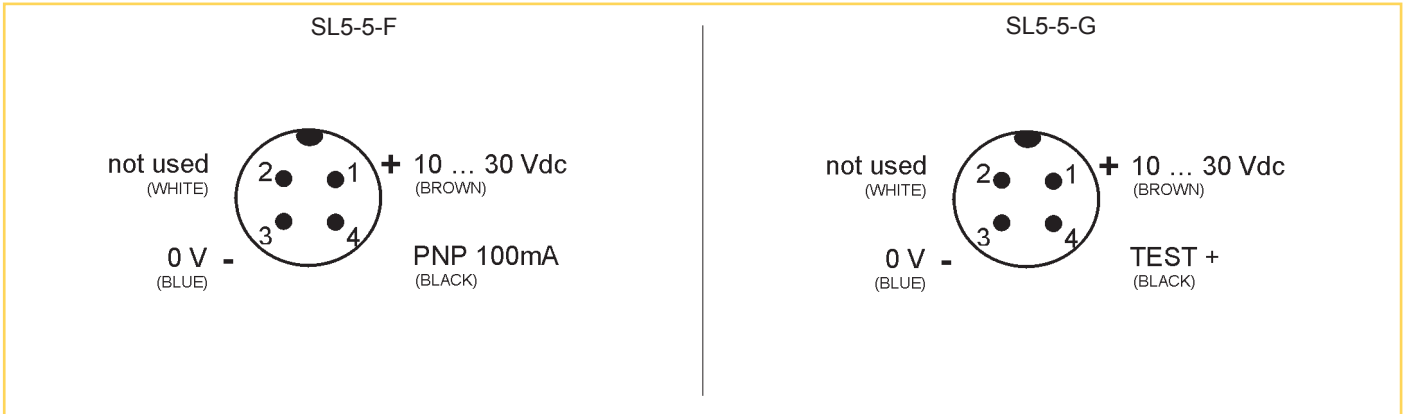 SL5-5-F
not used
(WHITE)
2 1
+ 10 ... 30 Vdc
(BROWN)
3 4
0 V -
(BLUE)
PNP 100mA
(BLACK)
SL5-5-G
not used
(WHITE)
2 1
+ 10 ... 30 Vdc
(BROWN)
3 4
0 V -
(BLUE)
TEST +
(BLACK)